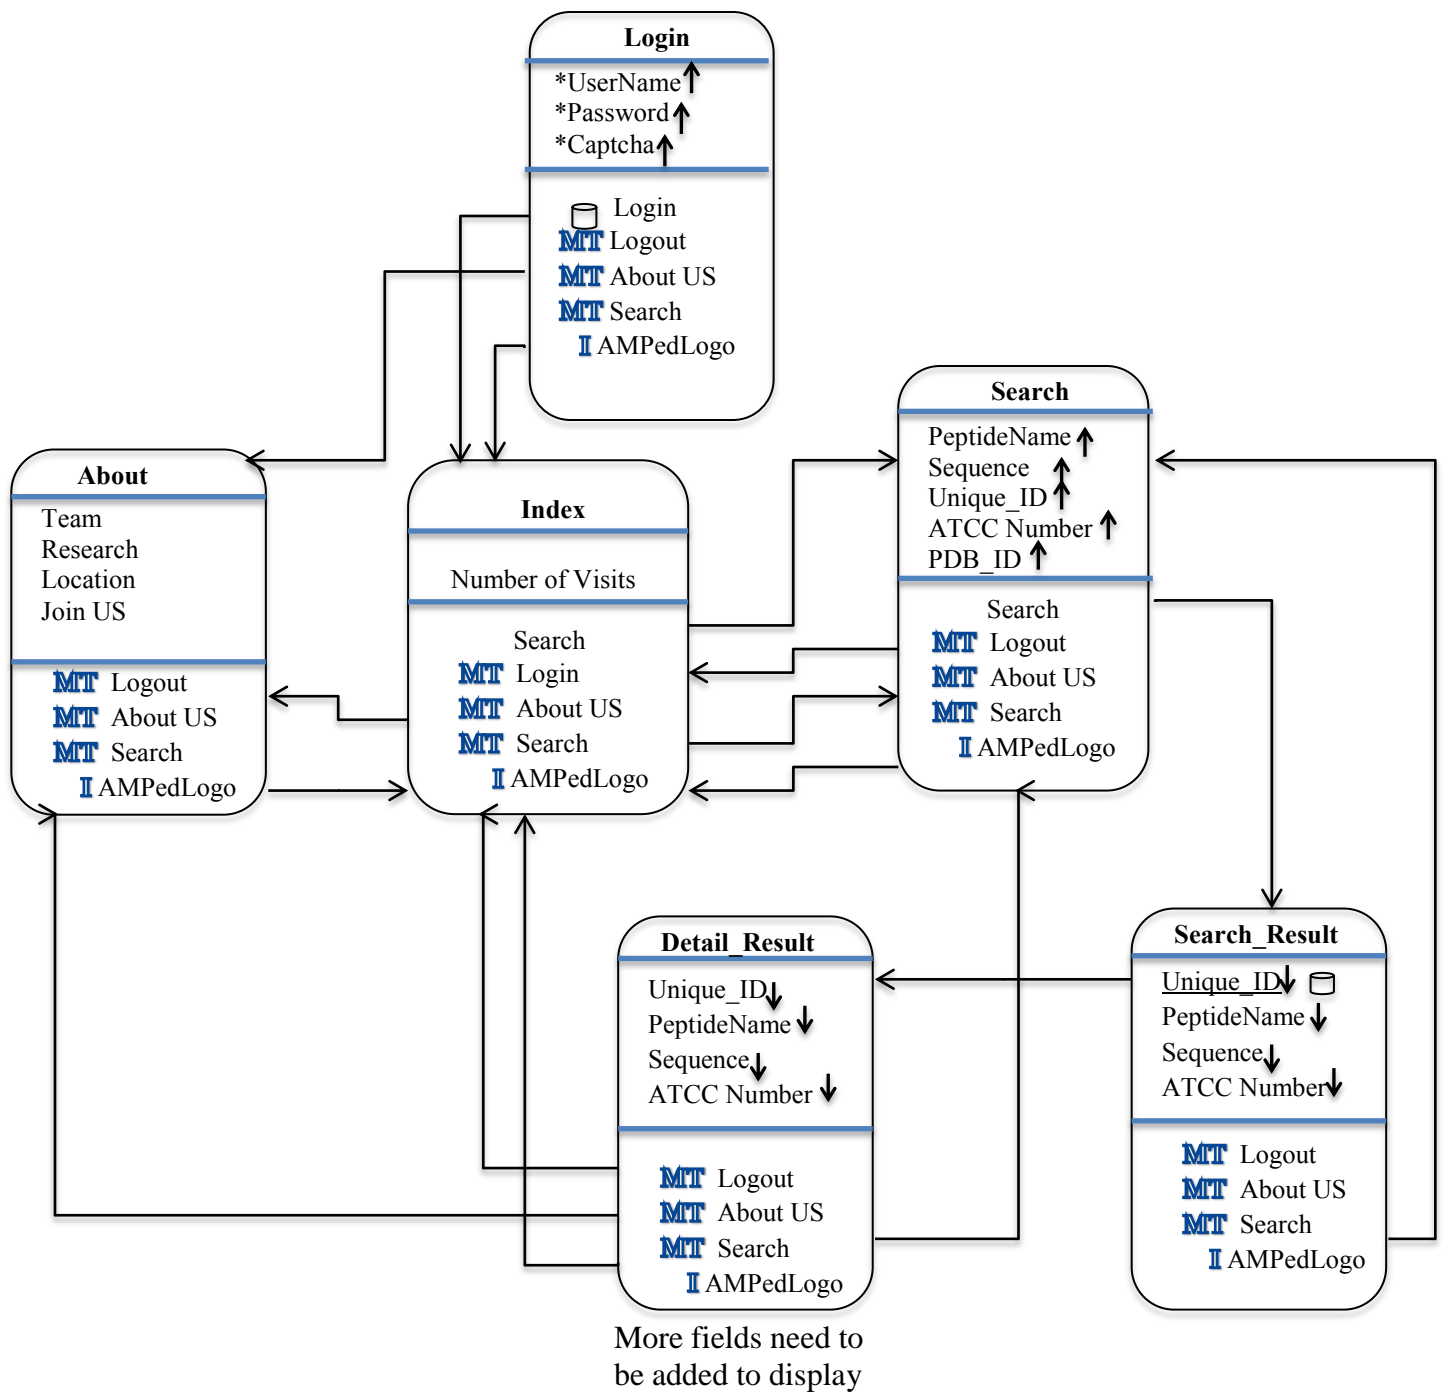 Login
*UserName
*Password
*Captcha
Login
MT Logout
MT About US
MT Search
I AMPedLogo
About
Team
Research
Location
Join US
MT Logout
MT About US
MT Search
I AMPedLogo
Index
Number of Visits
Search
MT Login
MT About US
MT Search
I AMPedLogo
Search
PeptideName
Sequence
Unique_ID
ATCC Number
PDB_ID
Search
MT Logout
MT About US
MT Search
I AMPedLogo
Detail_Result
Unique_ID
PeptideName
Sequence
ATCC Number
MT Logout
MT About US
MT Search
I AMPedLogo
More fields need to
be added to display
Search_Result
Unique_ID
PeptideName
Sequence
ATCC Number
MT Logout
MT About US
MT Search
I AMPedLogo